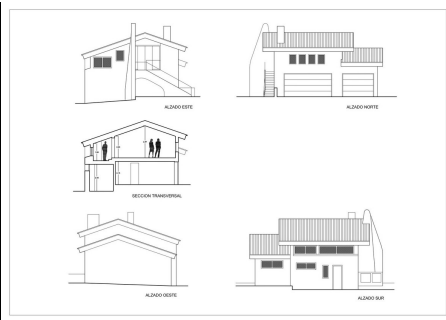 ALZADO ESTE
ALZADO NORTE
SECCION TRANSVERSAL
ALZADO OESTE
ALZADO SUR